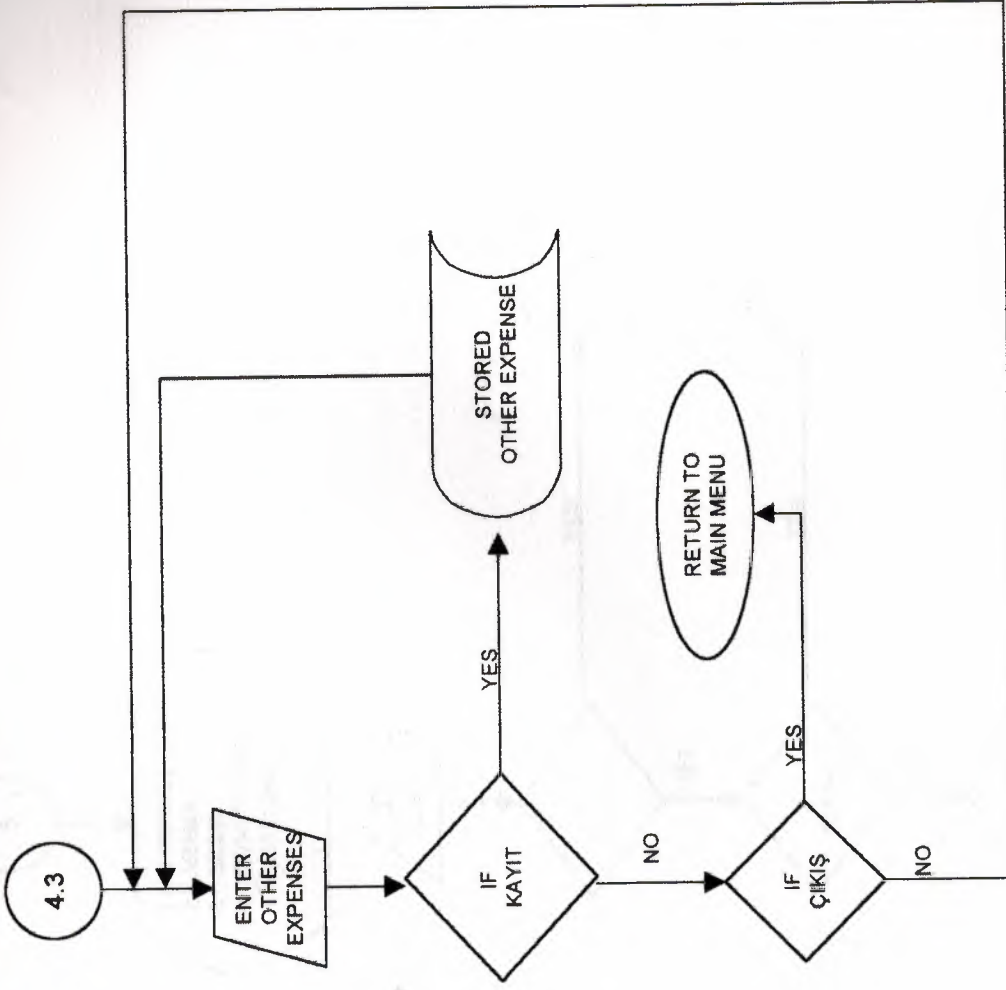 4.3
ENTER
OTHER
EXPENSES
IF
KAYIT
YES
STORED
OTHER EXPENSE
NO
IF
ÇIKIŞ
YES
RETURN TO
MAIN MENU
NO